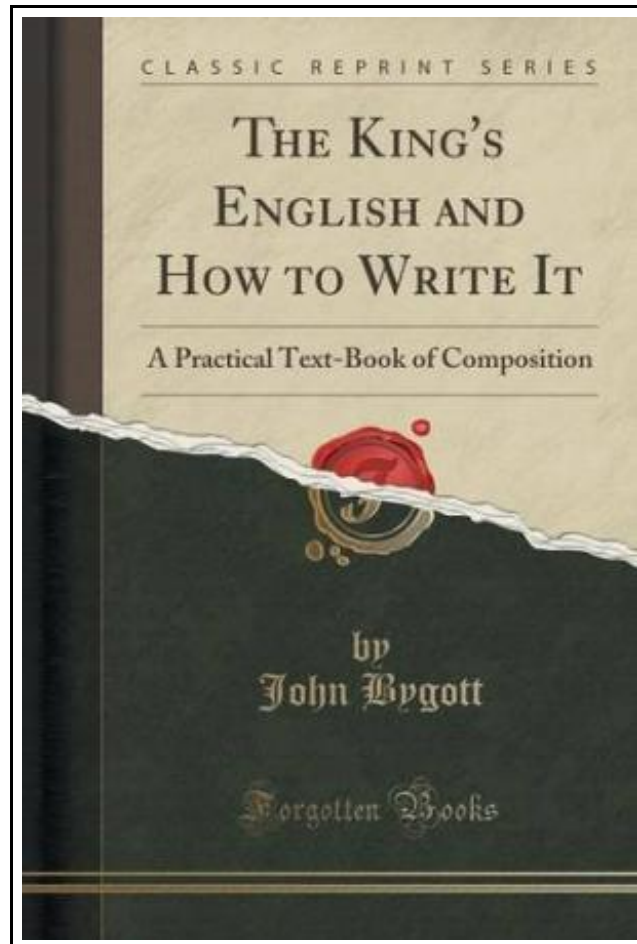 CLASSIC REPRINT SERIES
THE KING'S
ENGLISH AND
HOW TO WRITE IT
A Practical Text-Book of Composition
F
by
John Bygott
Forgotten Books